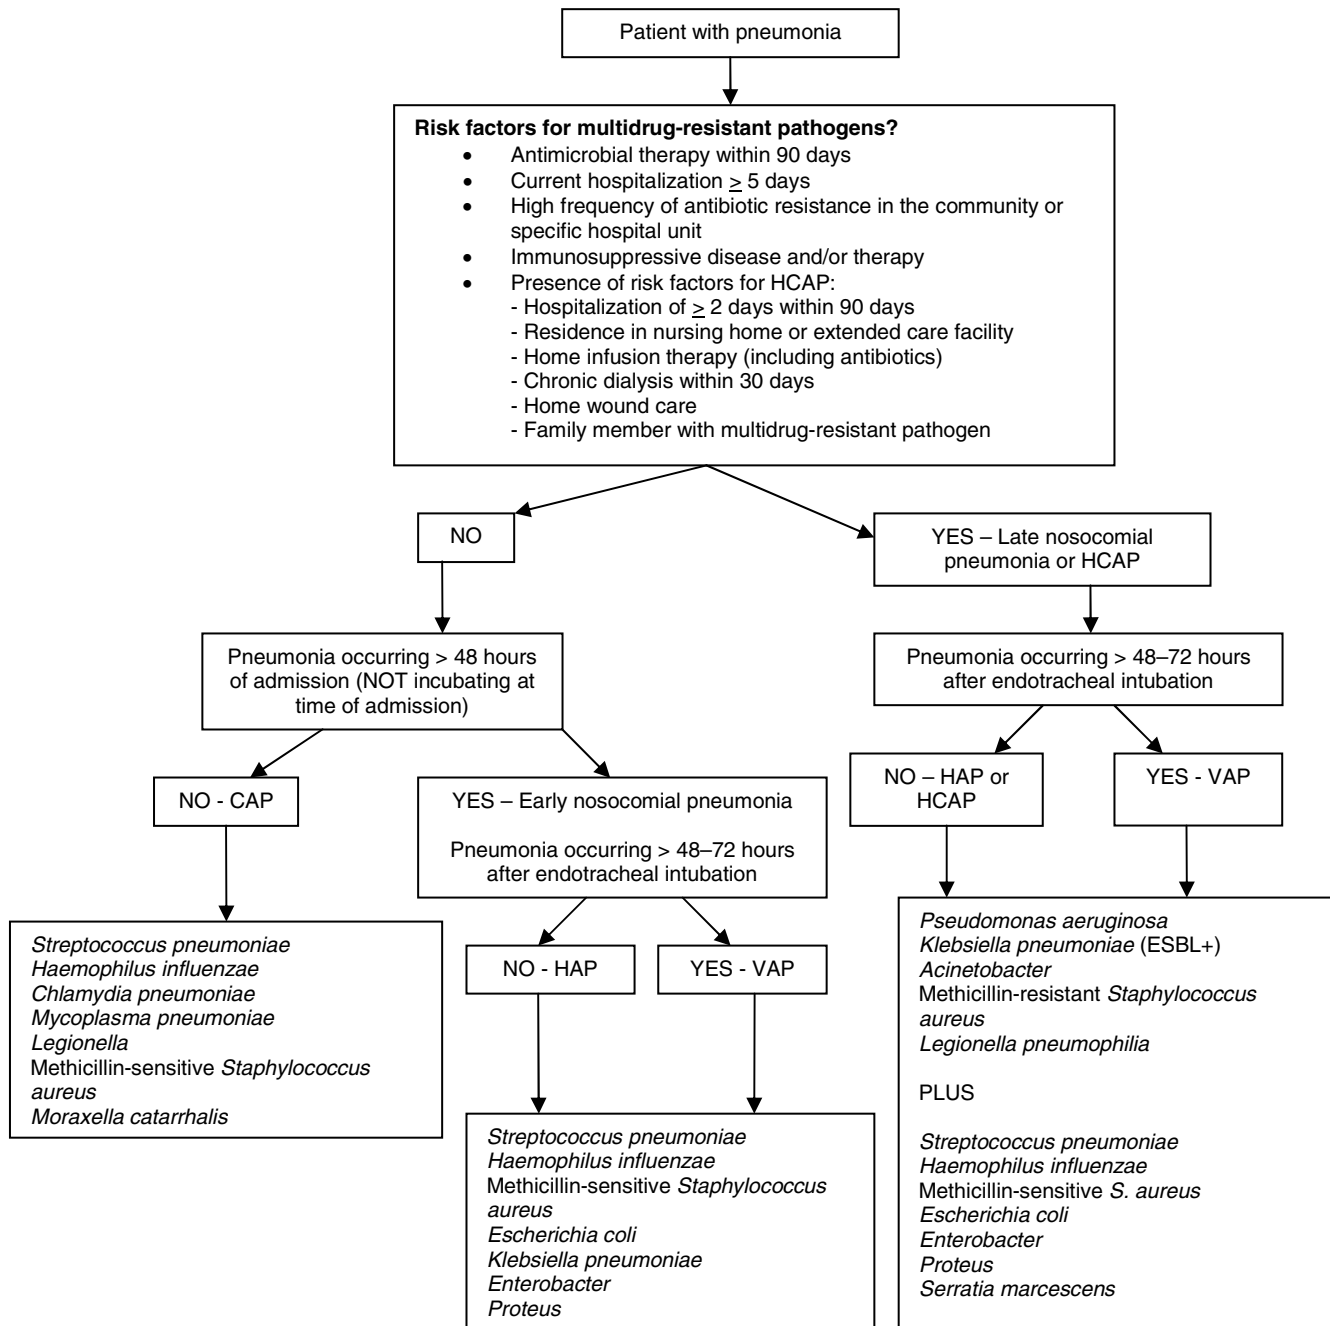 Patient with pneumonia
Risk factors for multidrug-resistant pathogens?
• Antimicrobial therapy within 90 days
• Current hospitalization ≥ 5 days
• High frequency of antibiotic resistance in the community or
specific hospital unit
• Immunosuppressive disease and/or therapy
• Presence of risk factors for HCAP:
- Hospitalization of ≥ 2 days within 90 days
- Residence in nursing home or extended care facility
- Home infusion therapy (including antibiotics)
- Chronic dialysis within 30 days
- Home wound care
- Family member with multidrug-resistant pathogen
NO
YES – Late nosocomial
pneumonia or HCAP
Pneumonia occurring > 48 hours
of admission (NOT incubating at
time of admission)
Pneumonia occurring > 48–72 hours
after endotracheal intubation
NO - CAP
YES – Early nosocomial pneumonia
Pneumonia occurring > 48–72 hours
after endotracheal intubation
NO – HAP or
HCAP
YES - VAP
Streptococcus pneumoniae
Haemophilus influenzae
Chlamydia pneumoniae
Mycoplasma pneumoniae
Legionella
Methicillin-sensitive Staphylococcus
aureus
Moraxella catarrhalis
NO - HAP
YES - VAP
Streptococcus pneumoniae
Haemophilus influenzae
Methicillin-sensitive Staphylococcus
aureus
Escherichia coli
Klebsiella pneumoniae
Enterobacter
Proteus
Pseudomonas aeruginosa
Klebsiella pneumoniae (ESBL+)
Acinetobacter
Methicillin-resistant Staphylococcus
aureus
Legionella pneumophilia
PLUS
Streptococcus pneumoniae
Haemophilus influenzae
Methicillin-sensitive S. aureus
Escherichia coli
Enterobacter
Proteus
Serratia marcescens